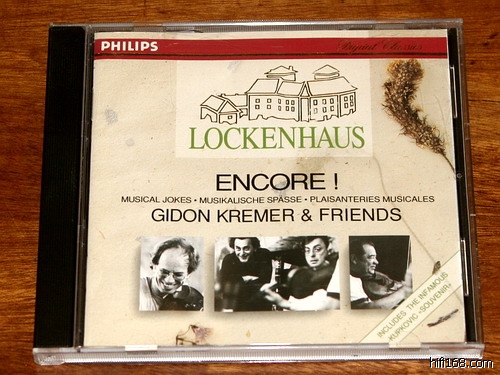 PHILIPS
Digital Classics
LOCKENHAUS
ENCORE !
MUSICAL JOKES • MUSIKALISCHE SPÄSSE • PLAISANTERIES MUSICALES
GIDON KREMER & FRIENDS
INCLUDES THE INFAMOUS
KUPKOVIC «SOUVENIR»
hifi168.com